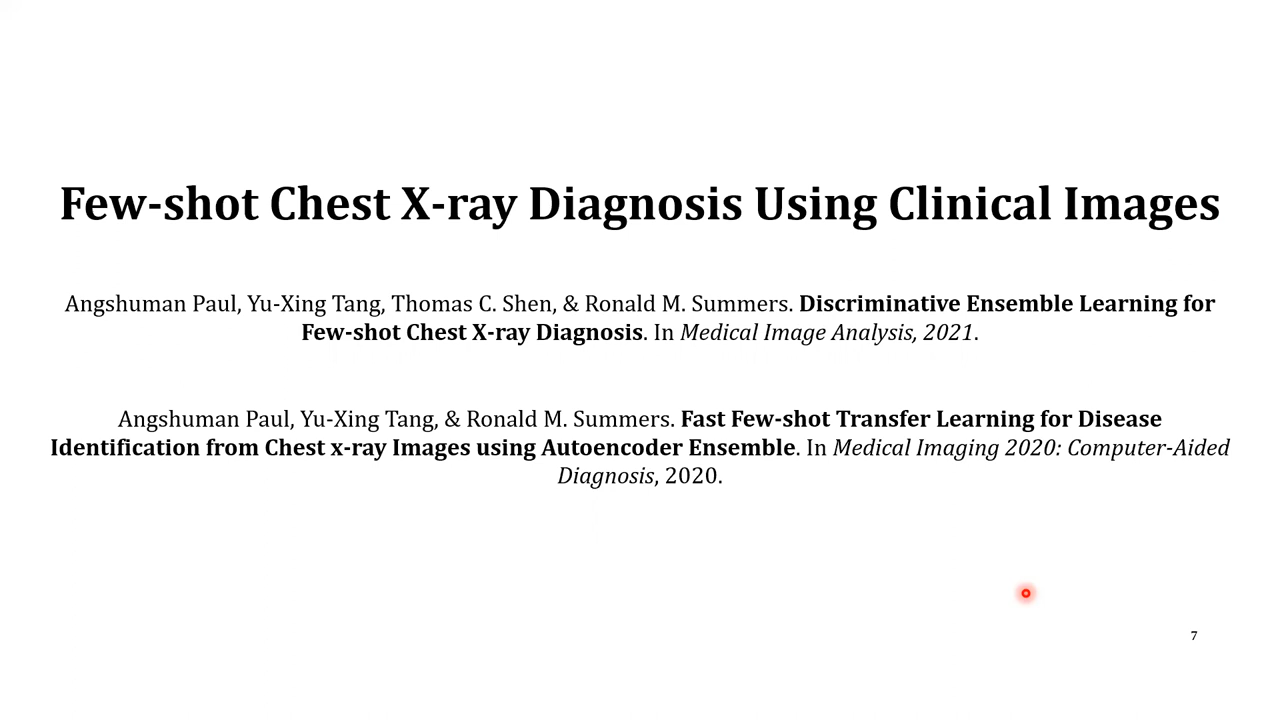 Few-shot Chest X-ray Diagnosis Using Clinical Images
Angshuman Paul, Yu-Xing Tang, Thomas C. Shen, & Ronald M. Summers. Discriminative Ensemble Learning for
Few-shot Chest X-ray Diagnosis. In Medical Image Analysis, 2021.
Angshuman Paul, Yu-Xing Tang, & Ronald M. Summers. Fast Few-shot Transfer Learning for Disease
Identification from Chest x-ray Images using Autoencoder Ensemble. In Medical Imaging 2020: Computer-Aided
Diagnosis, 2020.
7